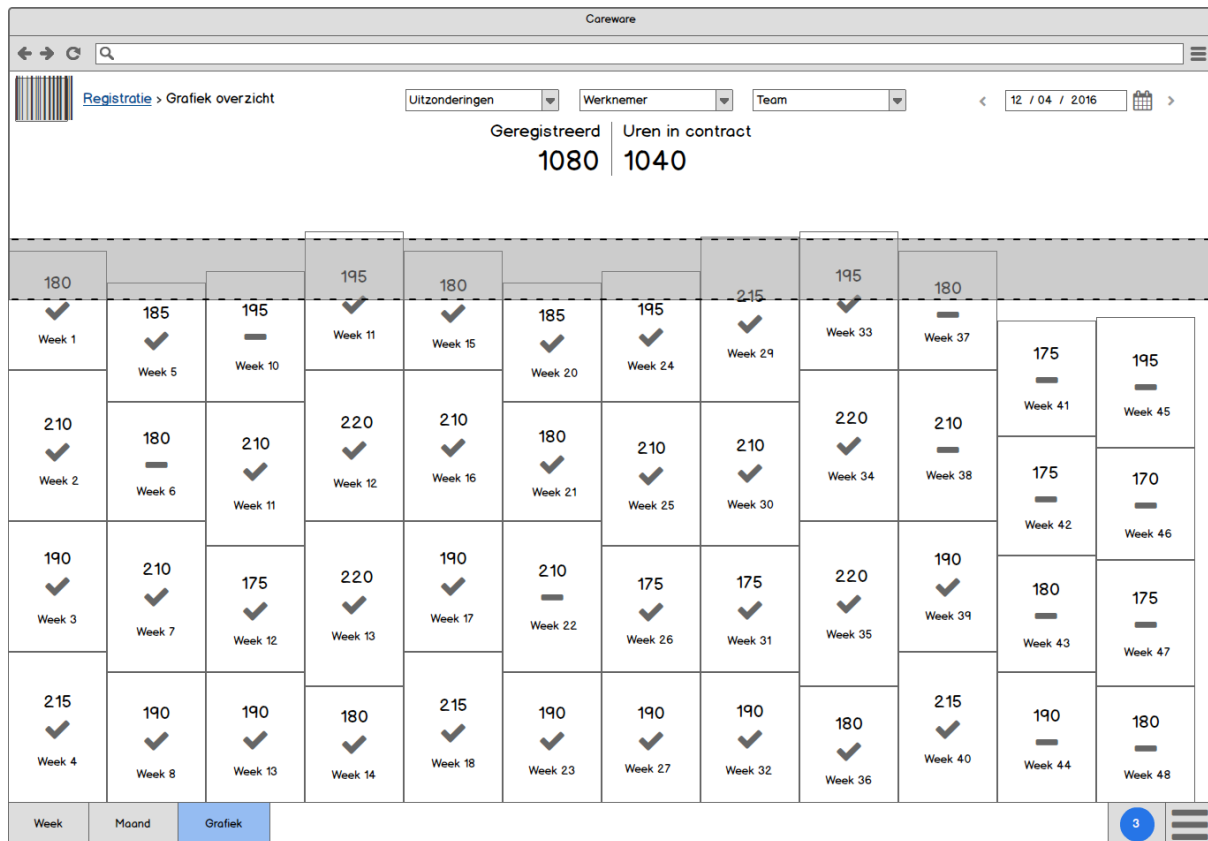 Careware
Registratie > Grafiek overzicht
Uitzonderingen
Werknemer
Team
< 12 / 04 / 2016 >
Geregistreerd
1080
Uren in contract
1040
180
Week 1
210
Week 2
190
Week 3
215
Week 4
185
Week 5
180
Week 6
210
Week 7
190
Week 8
195
Week 10
210
Week 11
175
Week 12
190
Week 13
195
Week 11
220
Week 12
220
Week 13
180
Week 14
180
Week 15
210
Week 16
190
Week 17
215
Week 18
185
Week 20
180
Week 21
210
Week 22
190
Week 23
195
Week 24
210
Week 25
175
Week 26
190
Week 27
215
Week 29
210
Week 30
175
Week 31
190
Week 32
195
Week 33
220
Week 34
220
Week 35
180
Week 36
180
Week 37
210
Week 38
190
Week 39
215
Week 40
175
Week 41
175
Week 42
180
Week 43
190
Week 44
195
Week 45
170
Week 46
175
Week 47
180
Week 48
Week
Maand
Grafiek
3